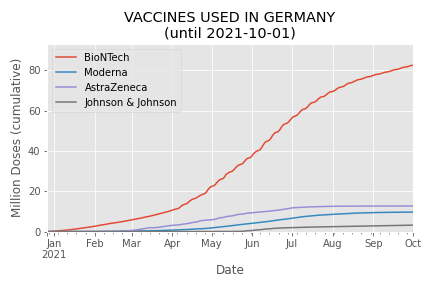 VACCINES USED IN GERMANY
(until 2021-10-01)
BioNTech
Moderna
AstraZeneca
Johnson & Johnson
Million Doses (cumulative)
80
60
40
20
0
Jan Feb Mar Apr May Jun Jul Aug Sep Oct
2021
Date